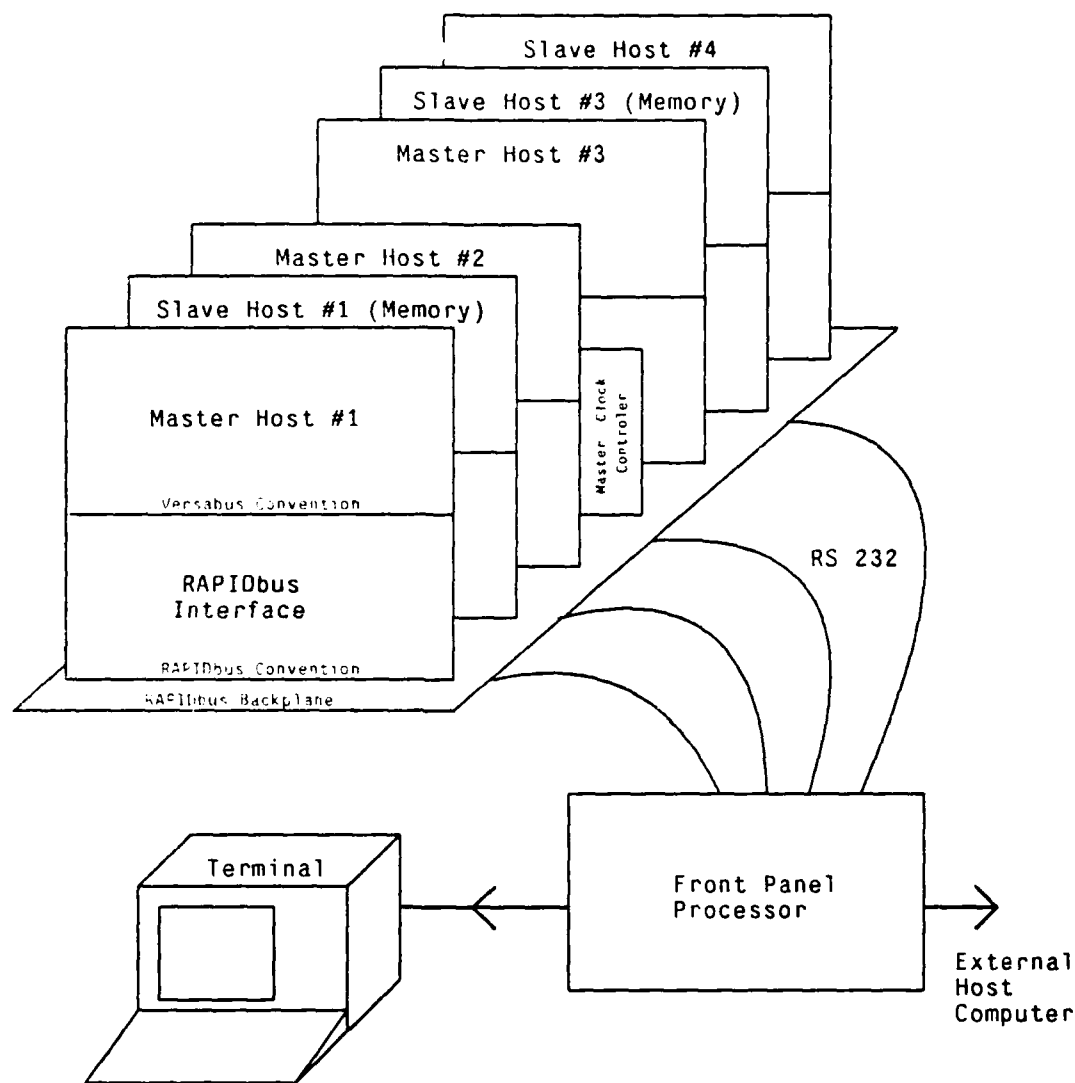 Slave Host #4
Slave Host #3 (Memory)
Master Host #3
Master Host #2
Slave Host #1 (Memory)
Master Host #1
Versabus Convention
Master Clock
Controler
RAPIDbus
Interface
RAPIDbus Convention
RAPIDbus Backplane
RS 232
Terminal
Front Panel
Processor
External
Host
Computer